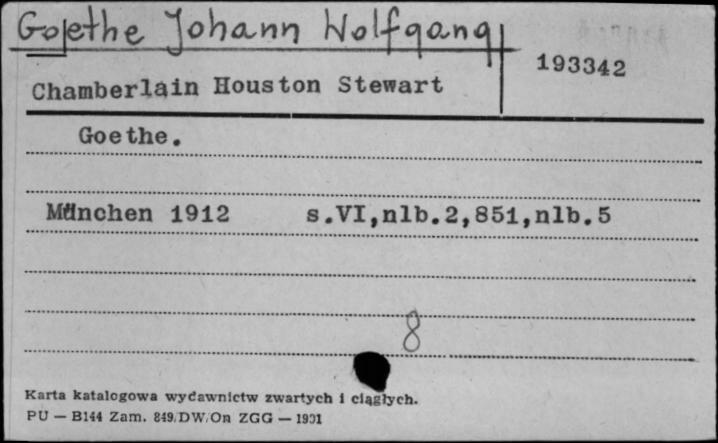 Goethe Johann Wolfgang
193342
Chamberlain Houston Stewart
Goethe.
München 1912 s.VI,nlb.2,851,nlb.5
8
Karta katalogowa wydawnictw zwartych i ciągłych.
PU — B144 Zam. 849/DW/On ZGG —